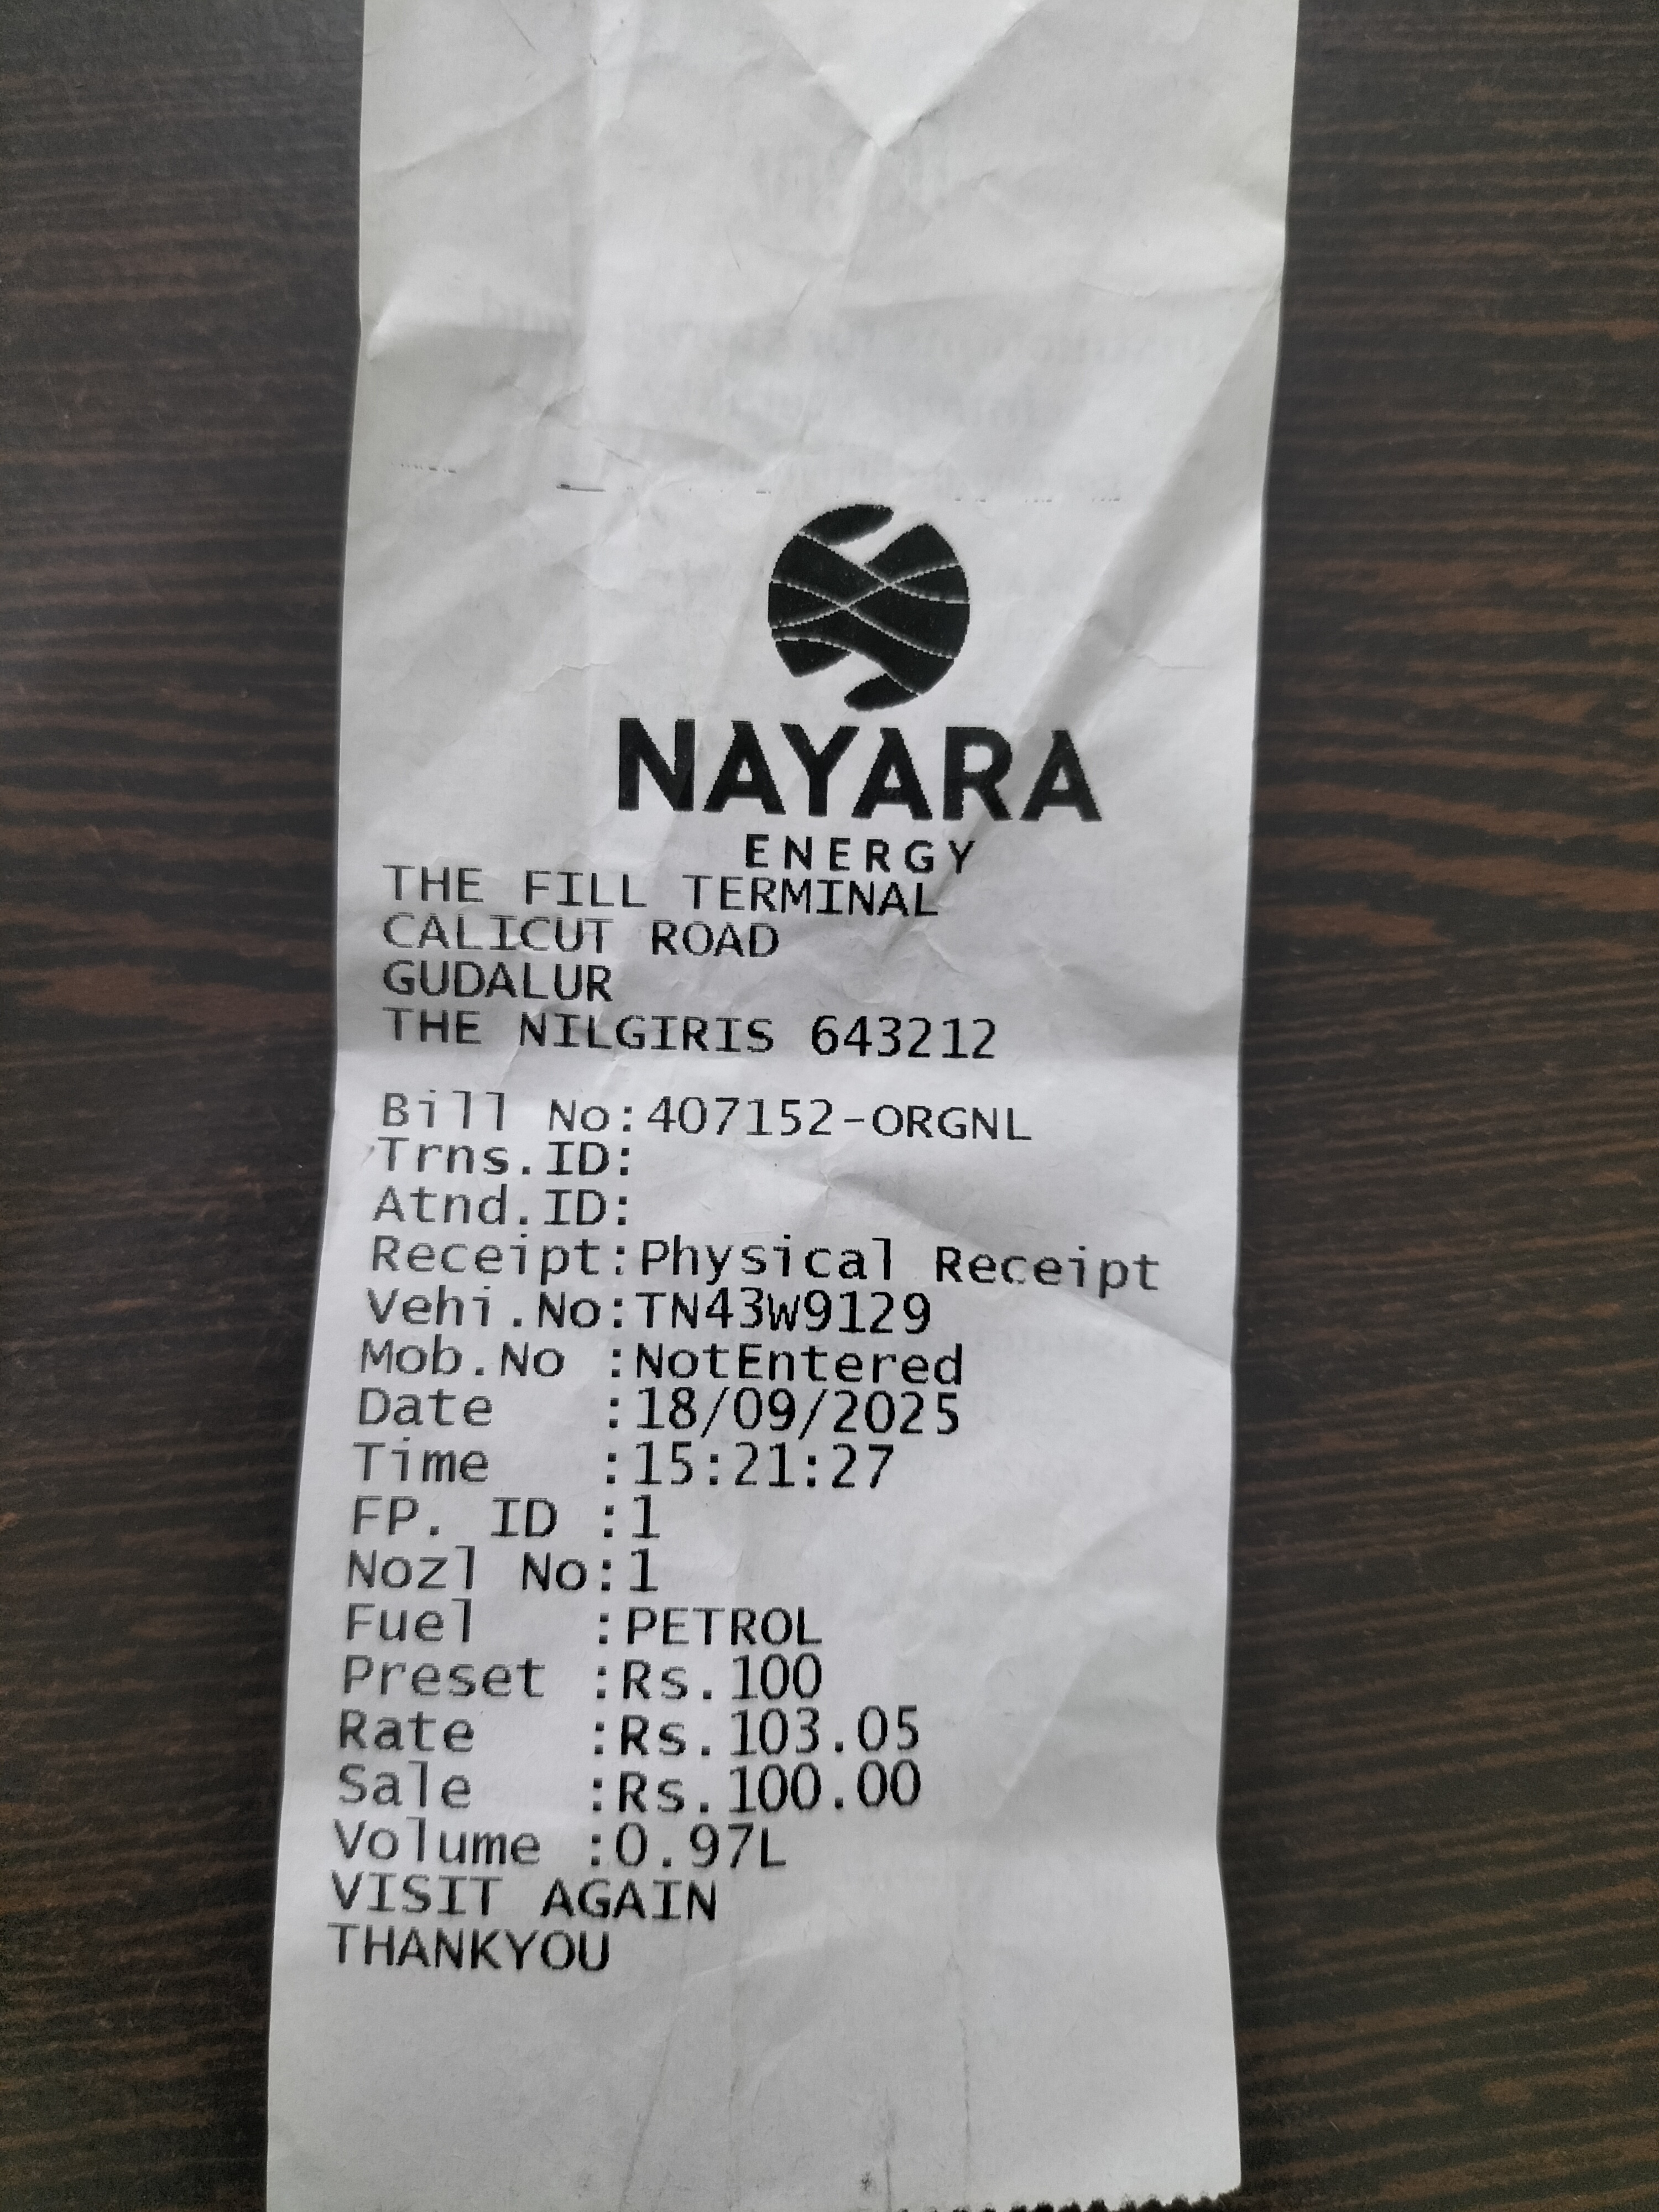 NAYARA
ENERGY
THE FILL TERMINAL
CALICUT ROAD
GUDALUR
THE NILGIRIS 643212
Bill No:407152-ORGNL
Trns.ID:
Atnd.ID:
Receipt:Physical Receipt
Vehi.No:TN43W9129
Mob.No :NotEntered
Date :18/09/2025
Time :15:21:27
FP. ID :1
Nozl No:1
Fuel :PETROL
Preset :Rs.100
Rate :Rs.103.05
Sale :Rs.100.00
Volume :0.97L
VISIT AGAIN
THANKYOU